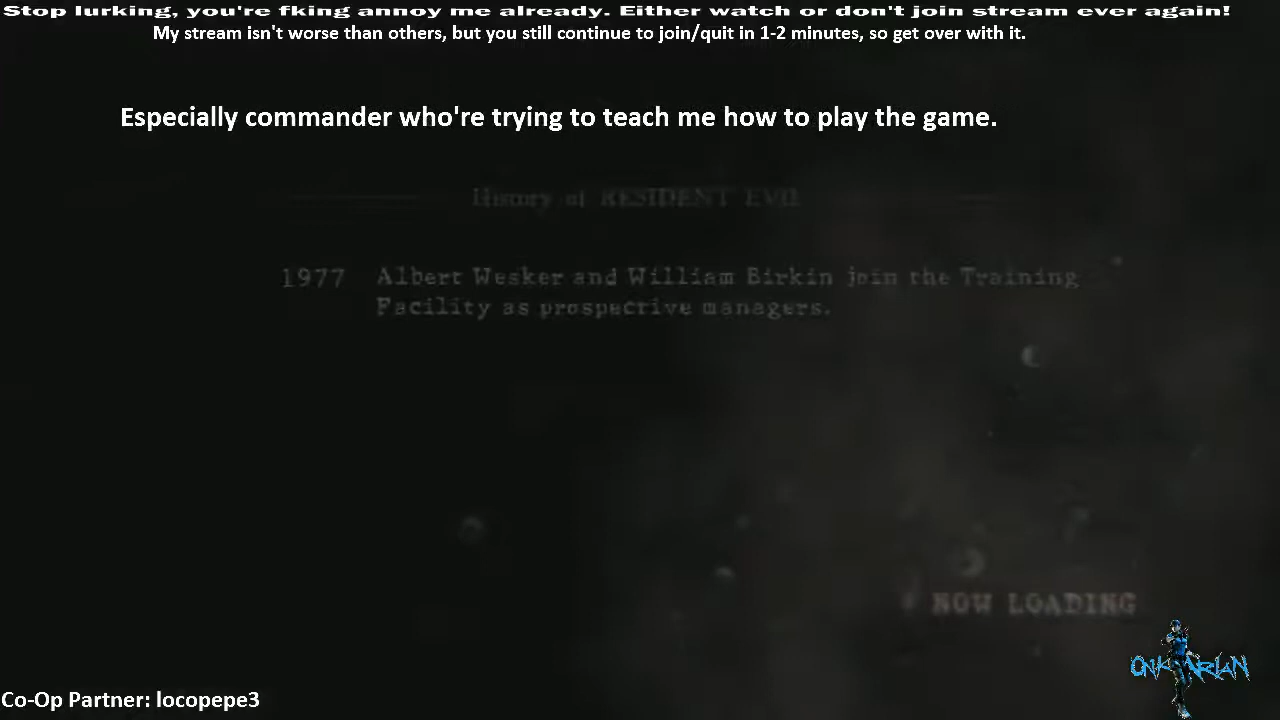 Stop lurking, you're fking annoy me already. Either watch or don't join stream ever again!
My stream isn't worse than others, but you still continue to join/quit in 1-2 minutes, so get over with it.
Especially commander who're trying to teach me how to play the game.
History of RESIDENT EVIL
1977 Albert Wesker and William Birkin join the Training
Facility as prospective managers.
NOW LOADING
Co-Op Partner: locopepe3